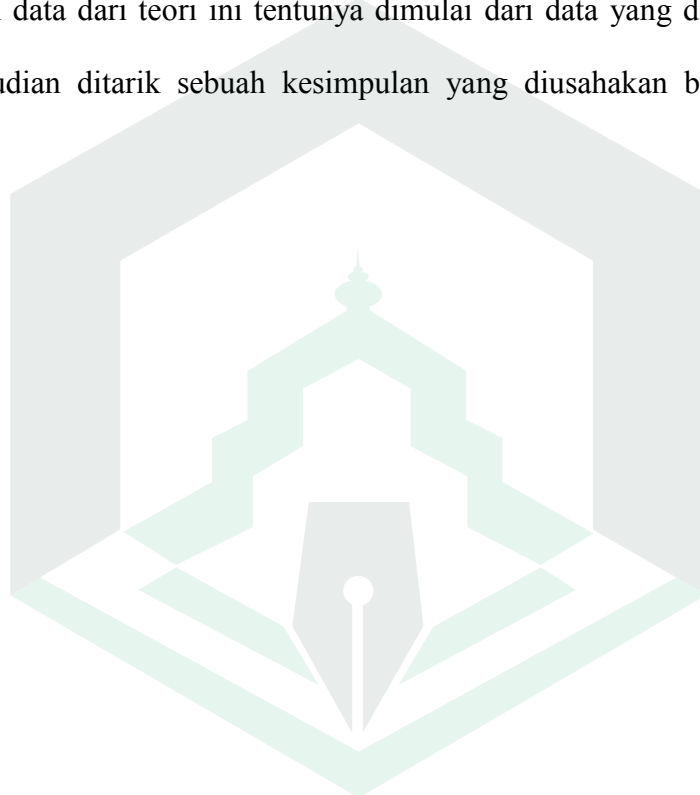 data dari teori ini tentunya dimulai dari data yang d
udian ditarik sebuah kesimpulan yang diusahakan b